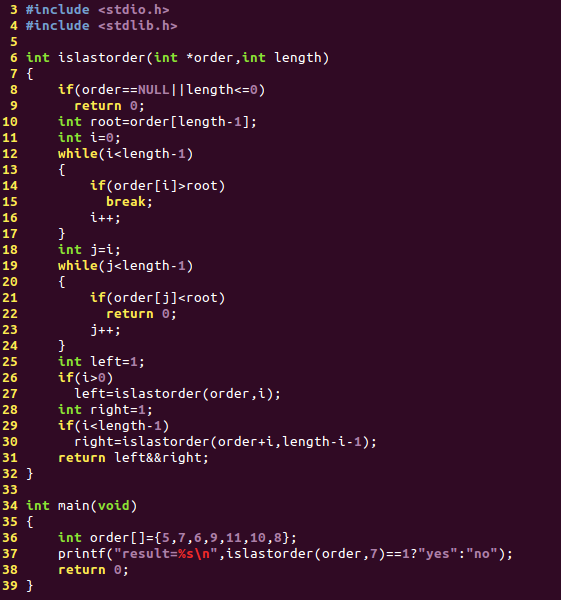 3 #include <stdio.h>
4 #include <stdlib.h>
5
6 int islastorder(int *order,int length)
7 {
8     if(order==NULL||length<=0)
9       return 0;
10     int root=order[length-1];
11     int i=0;
12     while(i<length-1)
13     {
14         if(order[i]>root)
15           break;
16         i++;
17     }
18     int j=i;
19     while(j<length-1)
20     {
21         if(order[j]<root)
22           return 0;
23         j++;
24     }
25     int left=1;
26     if(i>0)
27       left=islastorder(order,i);
28     int right=1;
29     if(i<length-1)
30       right=islastorder(order+i,length-i-1);
31     return left&&right;
32 }
33
34 int main(void)
35 {
36     int order[]={5,7,6,9,11,10,8};
37     printf("result=%s\n",islastorder(order,7)==1?"yes":"no");
38     return 0;
39 }